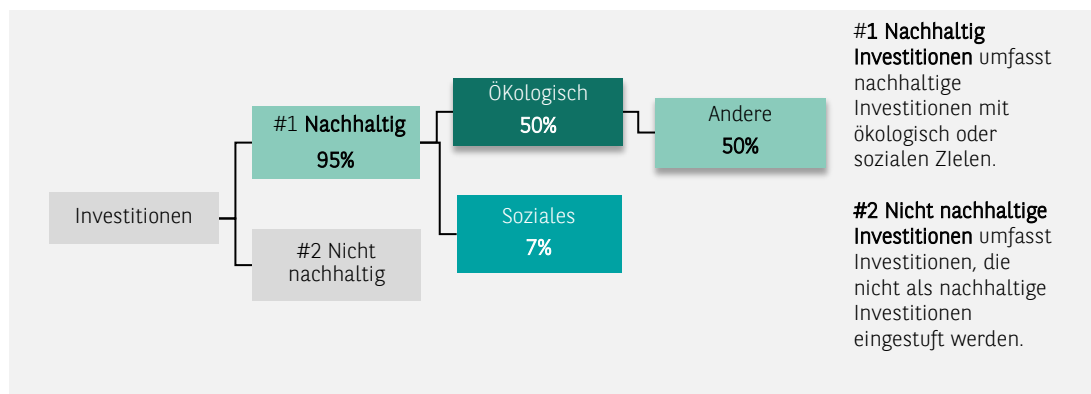 Investitionen
#1 Nachhaltig
95%
#2 Nicht
nachhaltig
ÖKologisch
50%
Soziales
7%
Andere
50%
#1 Nachhaltig
Investitionen umfasst
nachhaltige
Investitionen mit
ökologisch oder
sozialen ZIelen.
#2 Nicht nachhaltige
Investitionen umfasst
Investitionen, die
nicht als nachhaltige
Investitionen
eingestuft werden.